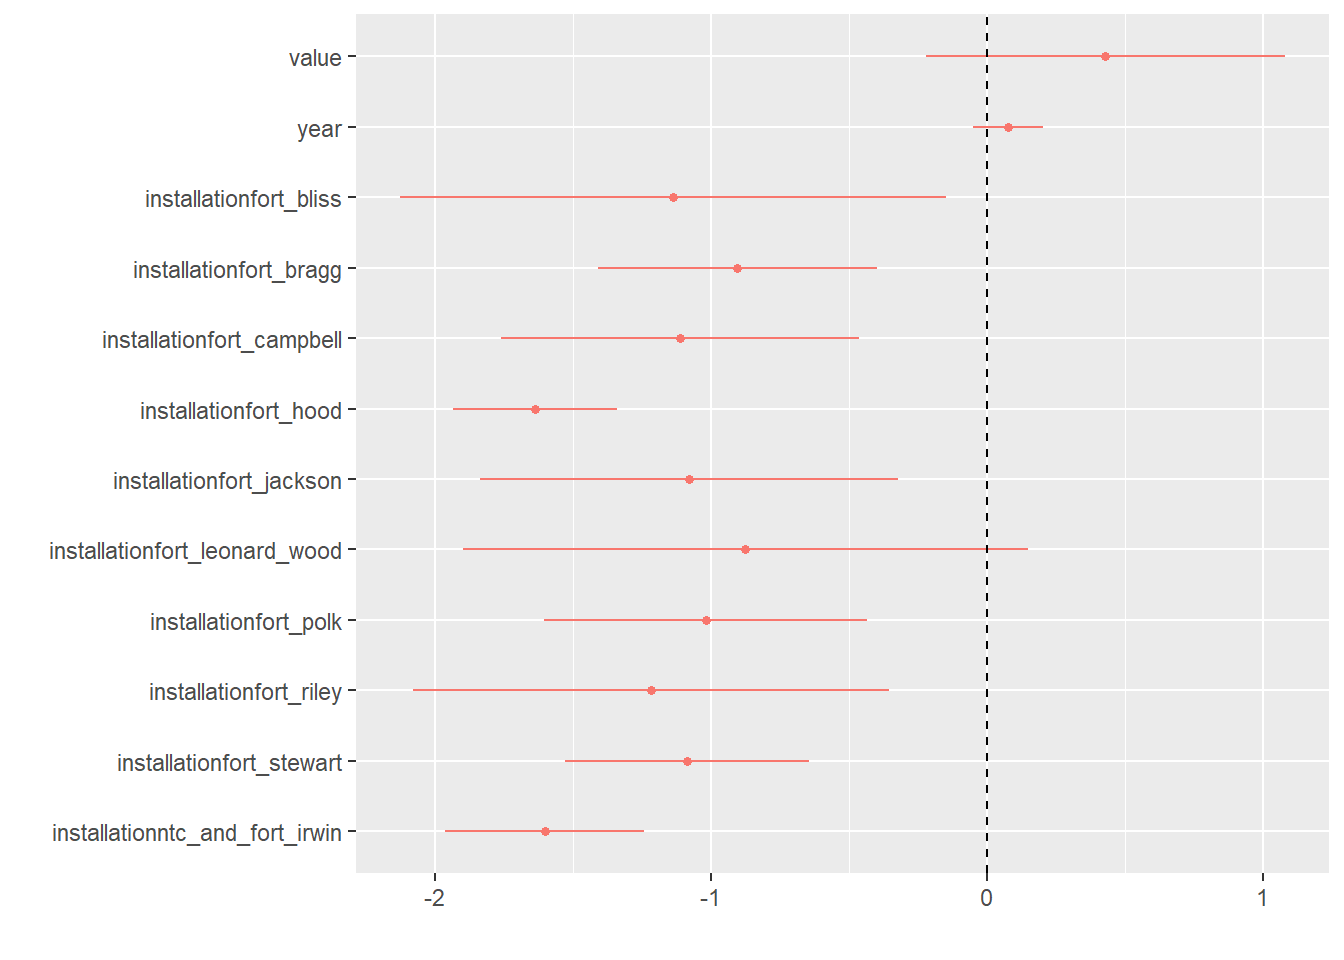 value
year
installationfort_bliss
installationfort_bragg
installationfort_campbell
installationfort_hood
installationfort_jackson
installationfort_leonard_wood
installationfort_polk
installationfort_riley
installationfort_stewart
installationntc_and_fort_irwin
-2 -1 0 1